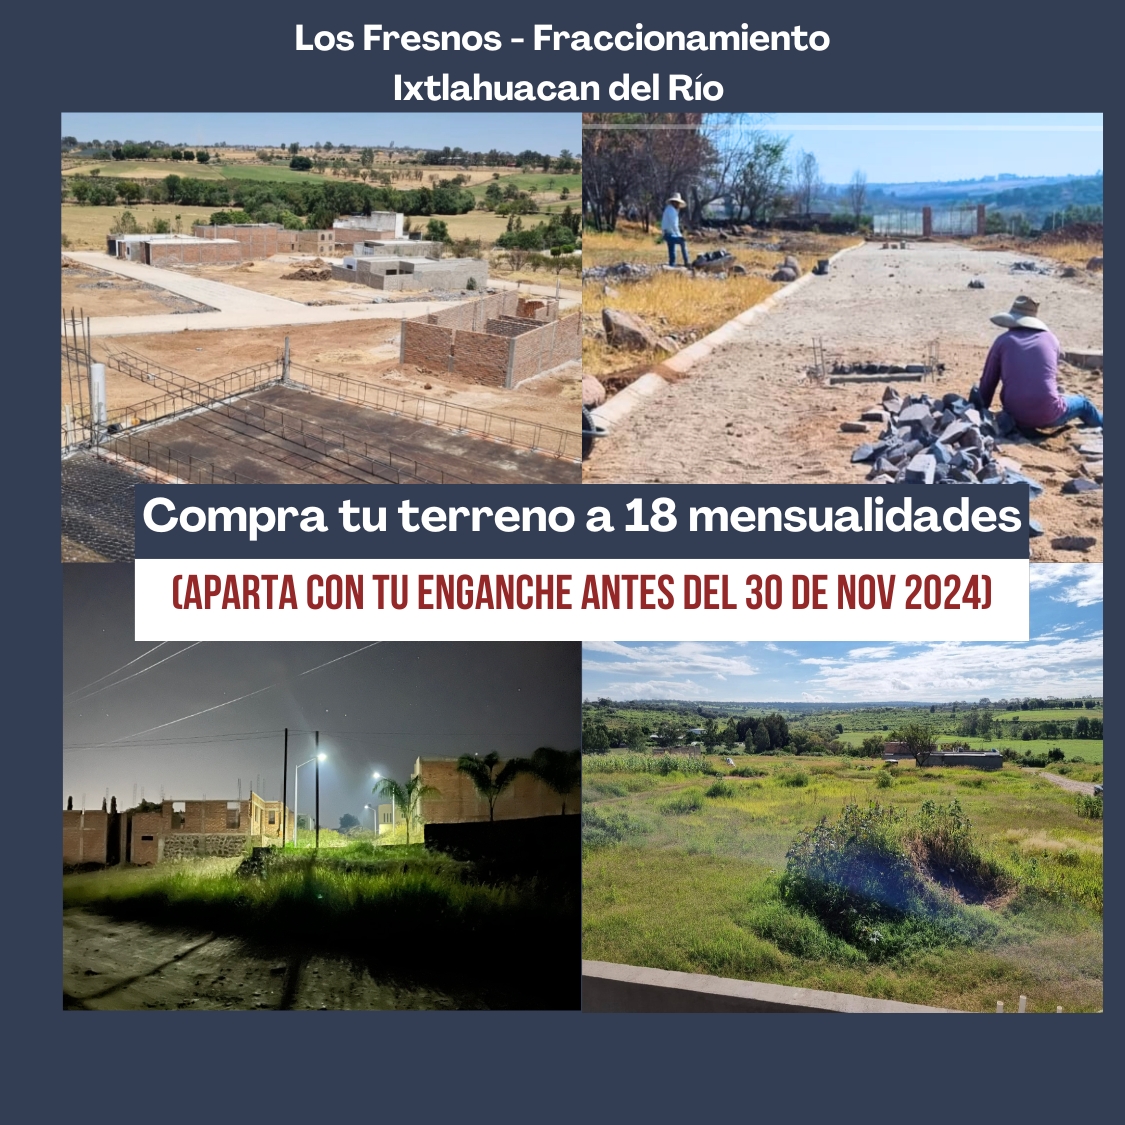 Los Fresnos - Fraccionamiento
Ixtlahuacan del Río
Compra tu terreno a 18 mensualidades
(APARTA CON TU ENGANCHE ANTES DEL 30 DE NOV 2024)